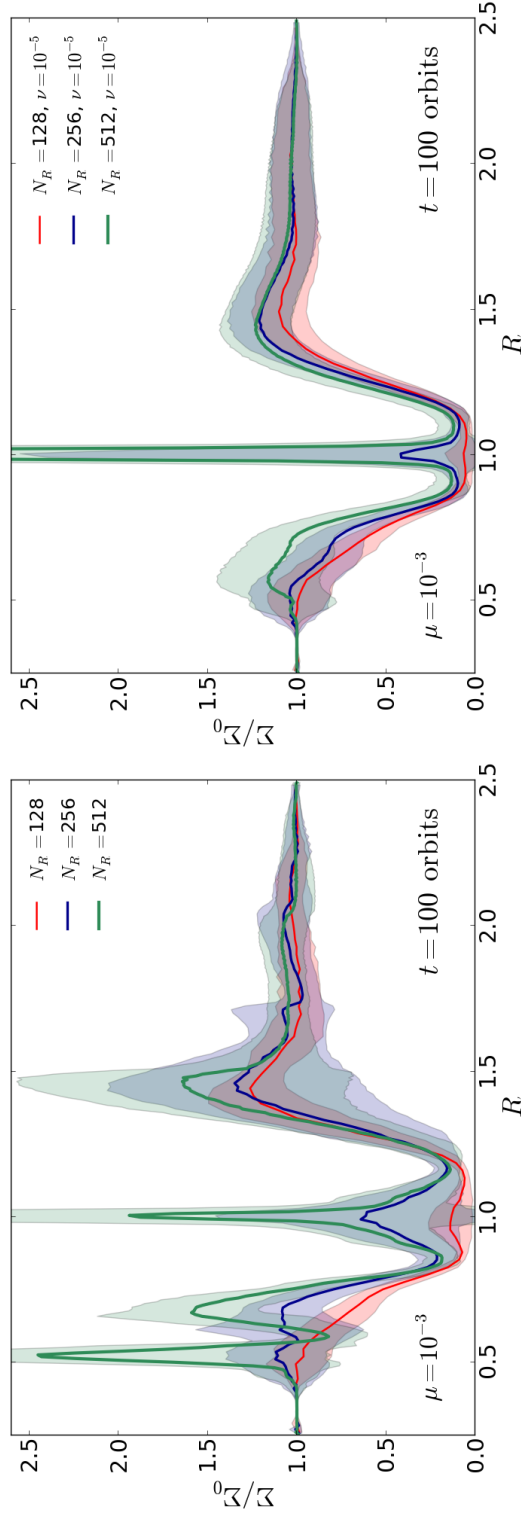 Σ/Σ₀
2.5
2.0
1.5
1.0
0.5
0.0
N_R = 128
N_R = 256
N_R = 512
μ = 10⁻³
t = 100 orbits
0.5
1.0
1.5
2.0
2.5
R
Σ/Σ₀
2.5
2.0
1.5
1.0
0.5
0.0
N_R = 128, ν = 10⁻⁵
N_R = 256, ν = 10⁻⁵
N_R = 512, ν = 10⁻⁵
μ = 10⁻³
t = 100 orbits
0.5
1.0
1.5
2.0
2.5
R